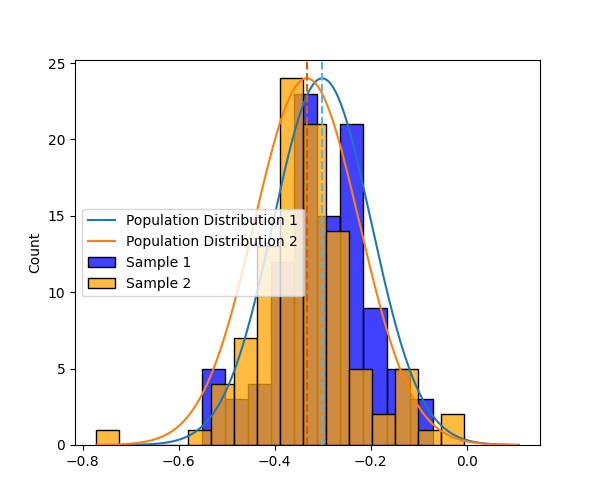 25
20
15
10
5
0
Count
Population Distribution 1
Population Distribution 2
Sample 1
Sample 2
−0.8
−0.6
−0.4
−0.2
0.0